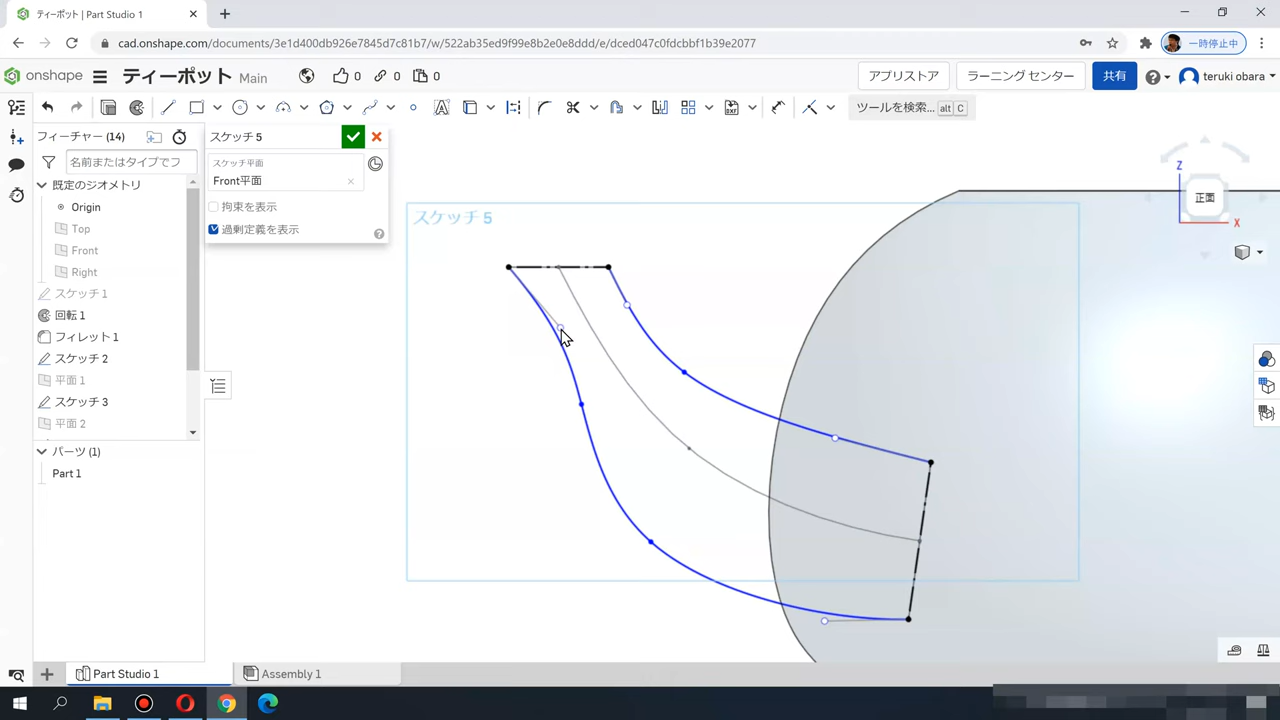 ティーポット | Part Studio 1
cad.onshape.com/documents/3e1d400db926e7845d7c81b7/w/522ab35edb0622b2e0e8ddd/e/dced047c0fdcbbf1b39e2077
一時停止中
onshape
ティーポット Main
0 0 0
アプリストア
ラーニング センター
共有
teruki obara
ツールを検索... alt C
フィーチャー (14)
名前またはタイプでフ
既定のジオメトリ
Origin
Top
Front
Right
スケッチ 1
回転 1
フィレット 1
スケッチ 2
平面 1
スケッチ 3
平面 2
パーツ (1)
Part 1
スケッチ 5
スケッチ平面
Front平面
拘束を表示
過剰定義を表示
スケッチ 5
Z
正面
X
Part Studio 1
Assembly 1